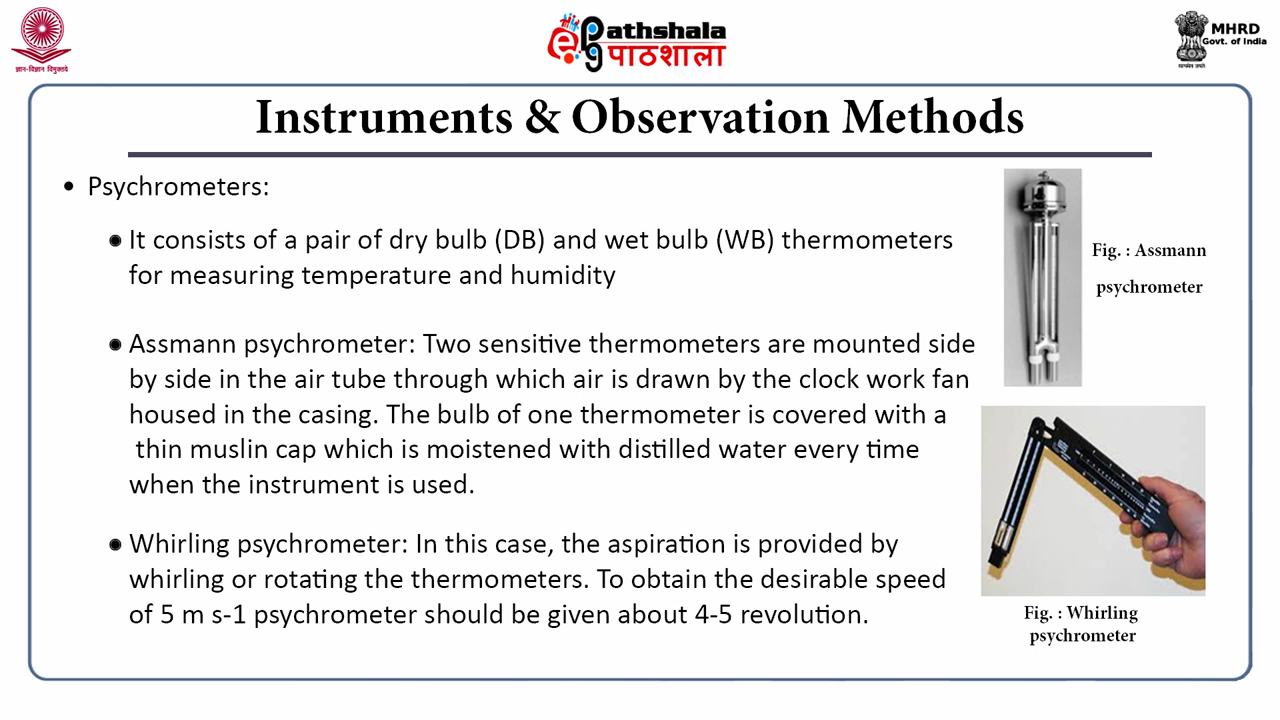 ज्ञान-विज्ञान विमुक्तये
ePG athshala
पाठशाला
MHRD
Govt. of India
सत्यमेव जयते
Instruments & Observation Methods
• Psychrometers:
It consists of a pair of dry bulb (DB) and wet bulb (WB) thermometers
for measuring temperature and humidity
Assmann psychrometer: Two sensitive thermometers are mounted side
by side in the air tube through which air is drawn by the clock work fan
housed in the casing. The bulb of one thermometer is covered with a
thin muslin cap which is moistened with distilled water every time
when the instrument is used.
Whirling psychrometer: In this case, the aspiration is provided by
whirling or rotating the thermometers. To obtain the desirable speed
of 5 m s-1 psychrometer should be given about 4-5 revolution.
Fig. : Assmann
psychrometer
Fig. : Whirling
psychrometer